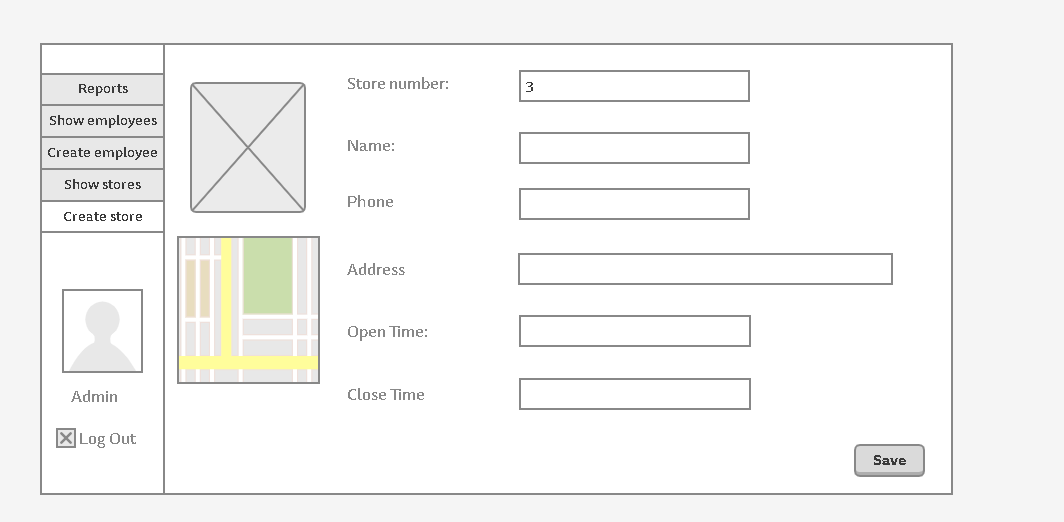 Reports
Show employees
Create employee
Show stores
Create store
Admin
Log Out
Store number: 3
Name:
Phone
Address
Open Time:
Close Time
Save